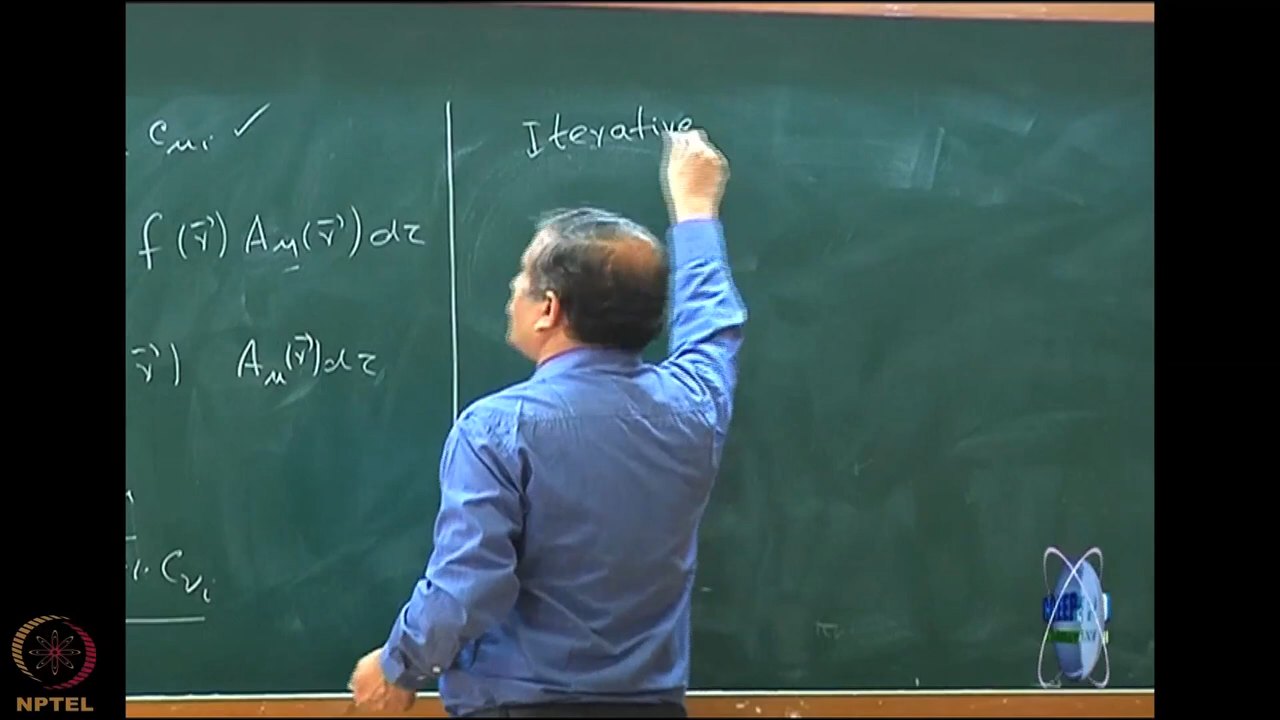 C_{μi} ✓
f(r⃗) A_μ(r⃗) dτ
r⃗) A_μ(r⃗) dτ
C_{νi}
Iterative
NPTEL